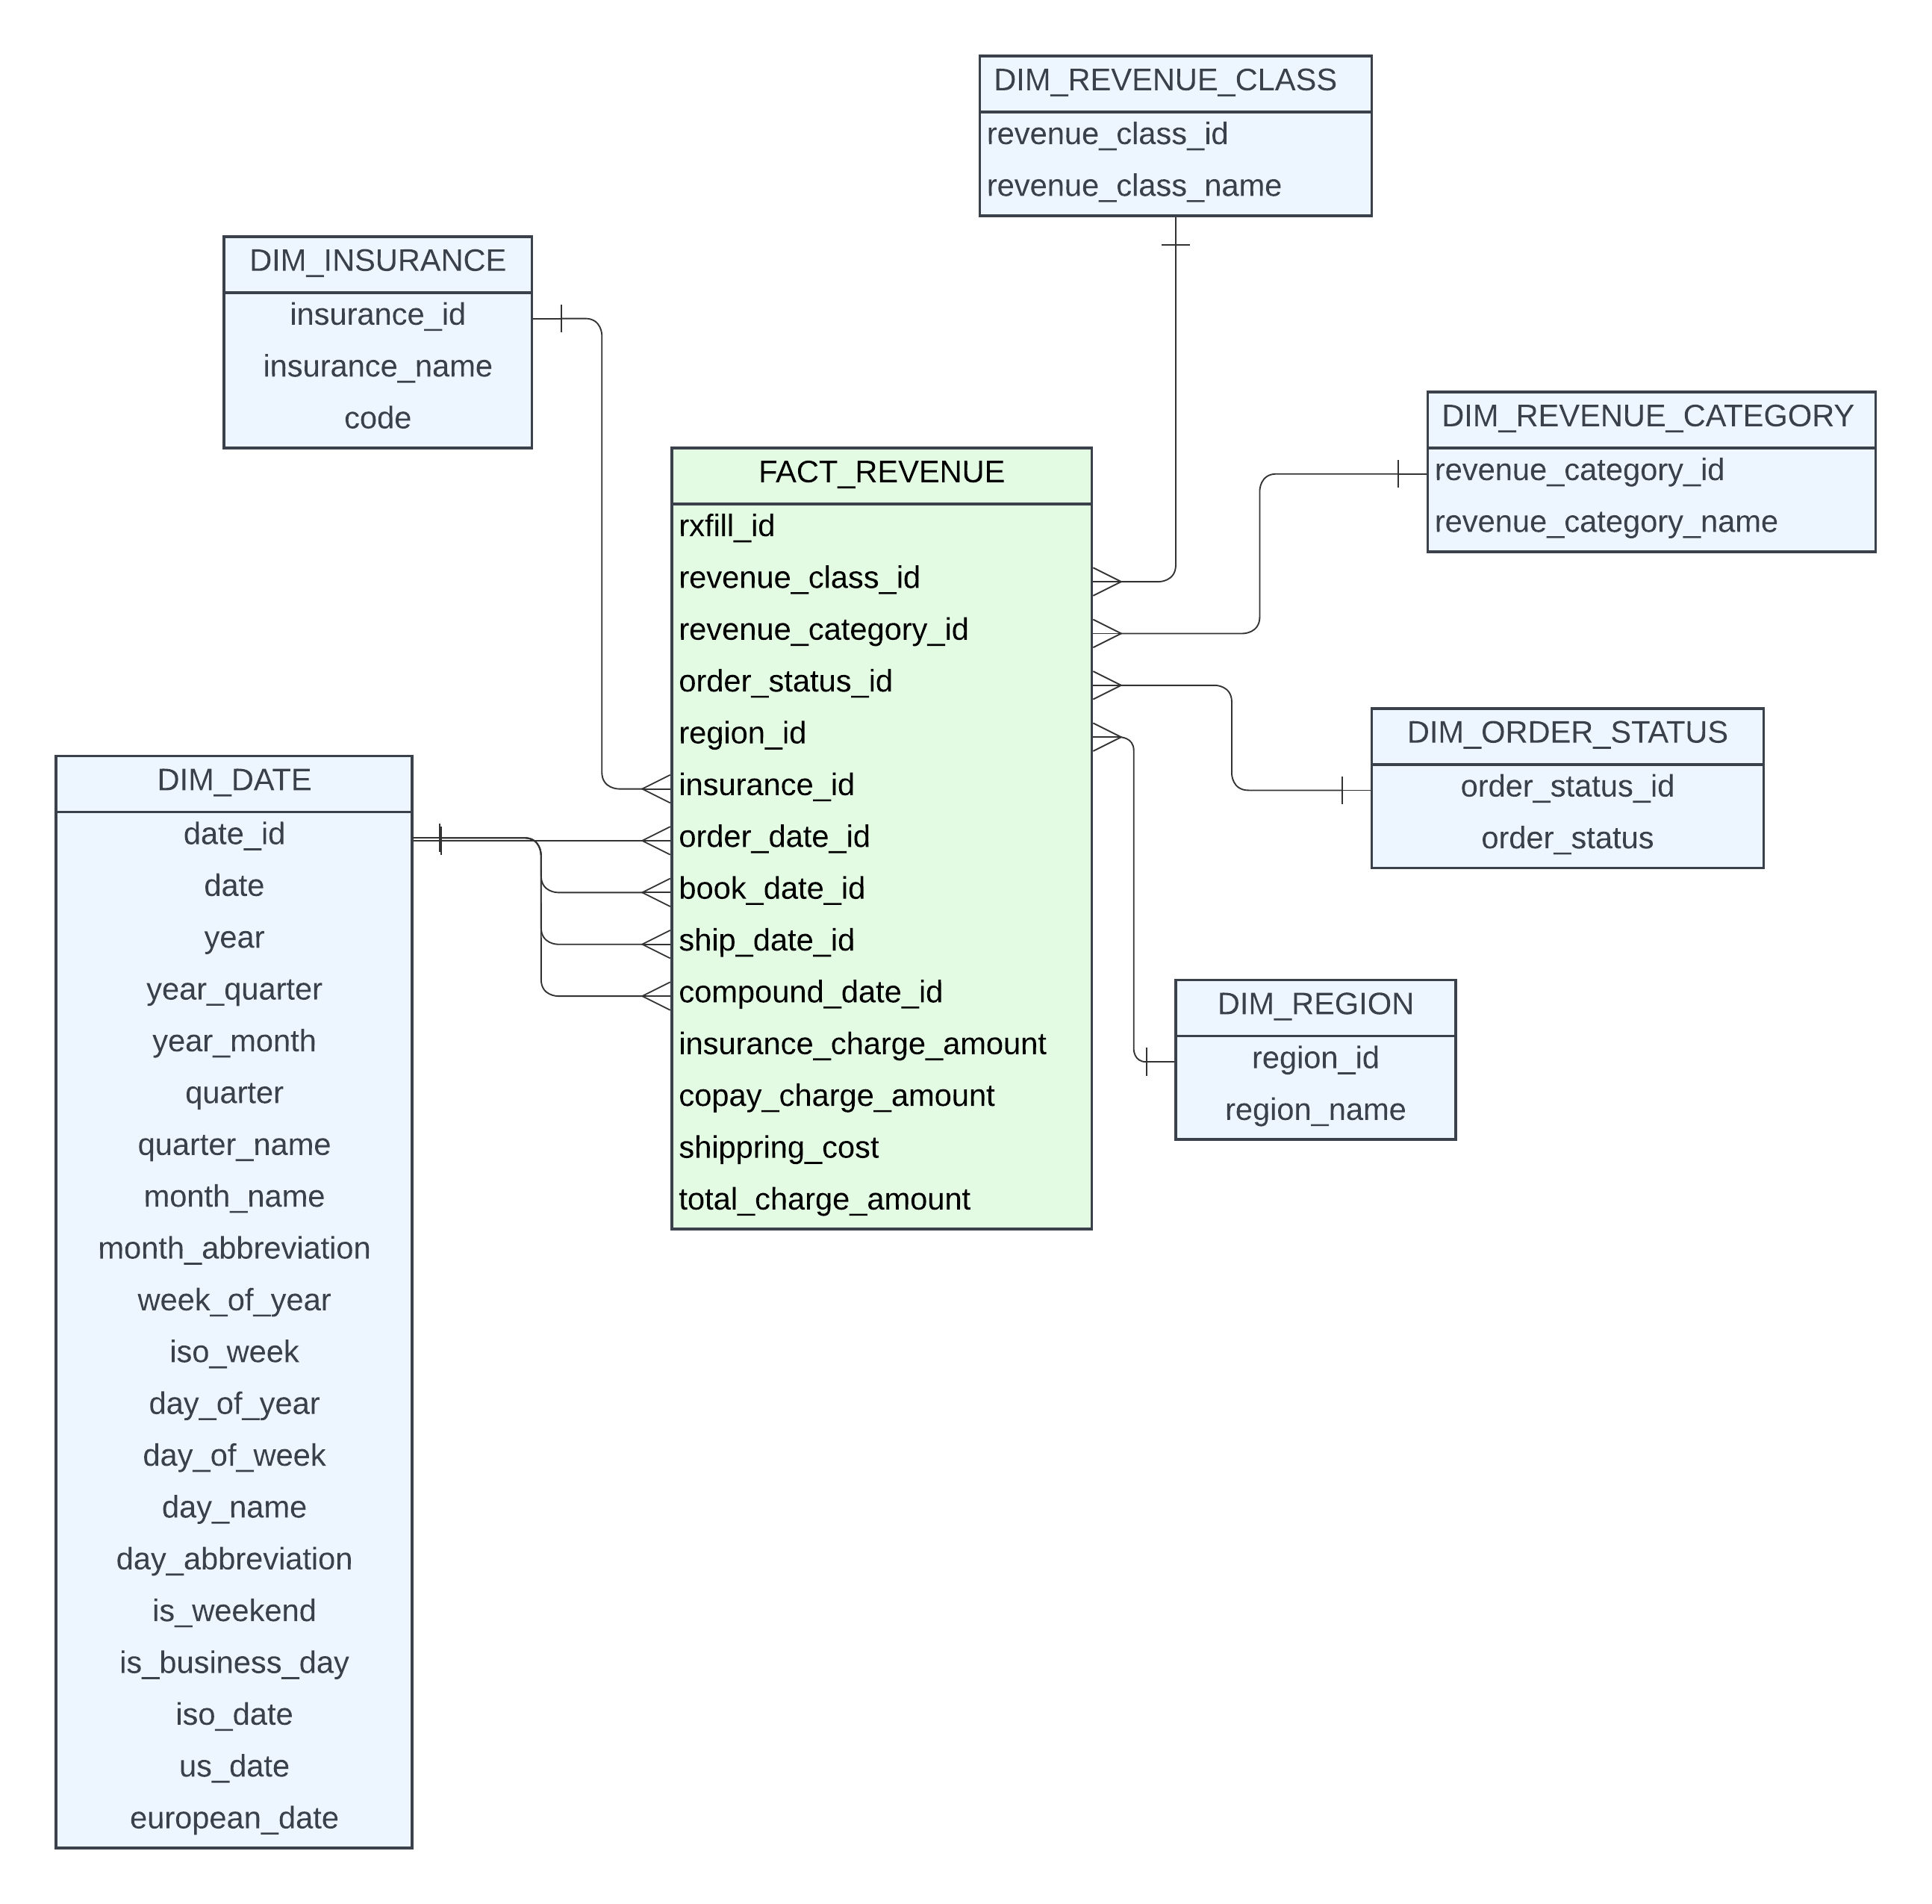 DIM_REVENUE_CLASS
revenue_class_id
revenue_class_name
DIM_INSURANCE
insurance_id
insurance_name
code
DIM_REVENUE_CATEGORY
revenue_category_id
revenue_category_name
FACT_REVENUE
rxfill_id
revenue_class_id
revenue_category_id
order_status_id
region_id
insurance_id
order_date_id
book_date_id
ship_date_id
compound_date_id
insurance_charge_amount
copay_charge_amount
shippring_cost
total_charge_amount
DIM_ORDER_STATUS
order_status_id
order_status
DIM_DATE
date_id
date
year
year_quarter
year_month
quarter
quarter_name
month_name
month_abbreviation
week_of_year
iso_week
day_of_year
day_of_week
day_name
day_abbreviation
is_weekend
is_business_day
iso_date
us_date
european_date
DIM_REGION
region_id
region_name